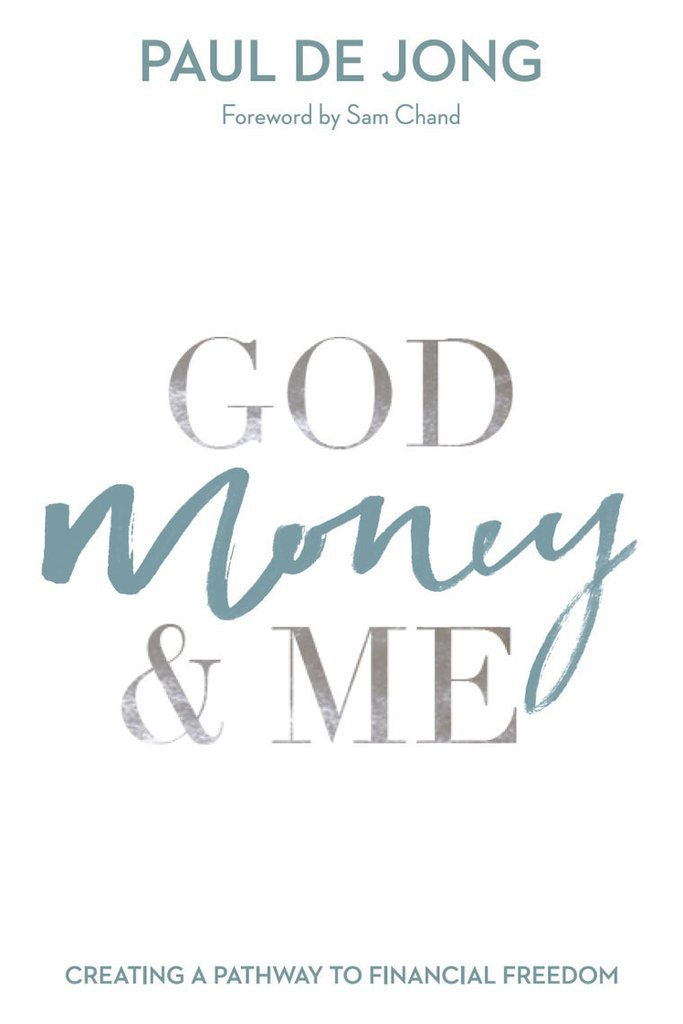 PAUL DE JONG
Foreword by Sam Chand
GOD
Money
& ME
CREATING A PATHWAY TO FINANCIAL FREEDOM